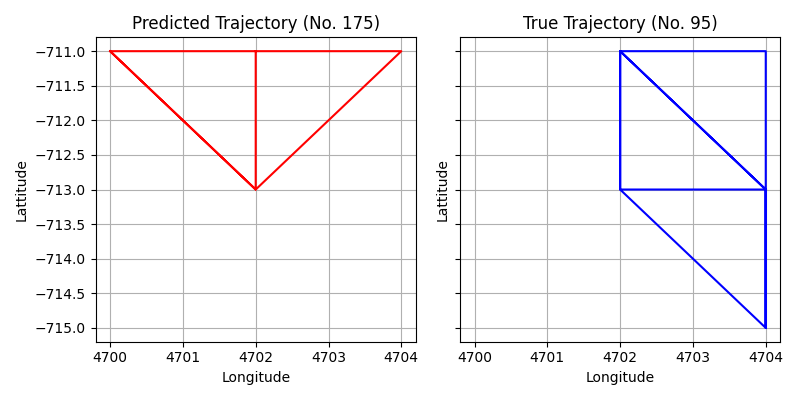 Predicted Trajectory (No. 175)
True Trajectory (No. 95)
−711.0
−711.5
−712.0
−712.5
−713.0
−713.5
−714.0
−714.5
−715.0
Lattitude
Lattitude
4700 4701 4702 4703 4704
4700 4701 4702 4703 4704
Longitude
Longitude